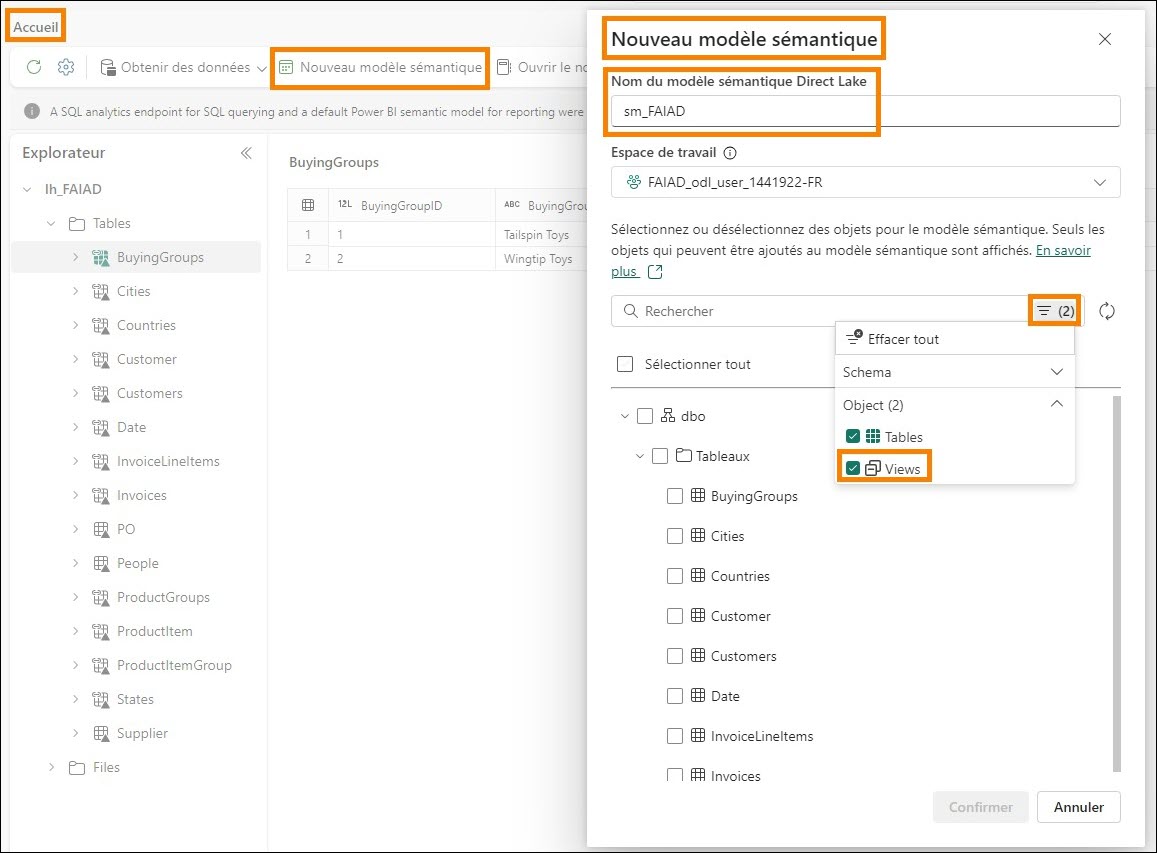 Accueil
Obtenir des données
Nouveau modèle sémantique
Ouvrir le no
A SQL analytics endpoint for SQL querying and a default Power BI semantic model for reporting were
Explorateur
lh_FAIAD
Tables
BuyingGroups
Cities
Countries
Customer
Customers
Date
InvoiceLineItems
Invoices
PO
People
ProductGroups
ProductItem
ProductItemGroup
States
Supplier
Files
BuyingGroups
12L BuyingGroupID ABC BuyingGrou
1 1 Tailspin Toys
2 2 Wingtip Toys
Nouveau modèle sémantique
Nom du modèle sémantique Direct Lake
sm_FAIAD
Espace de travail
FAIAD_odl_user_1441922-FR
Sélectionnez ou désélectionnez des objets pour le modèle sémantique. Seuls les
objets qui peuvent être ajoutés au modèle sémantique sont affichés. En savoir
plus
Rechercher
(2)
Effacer tout
Schema
Object (2)
Tables
Views
Sélectionner tout
dbo
Tableaux
BuyingGroups
Cities
Countries
Customer
Customers
Date
InvoiceLineItems
Invoices
Confirmer
Annuler